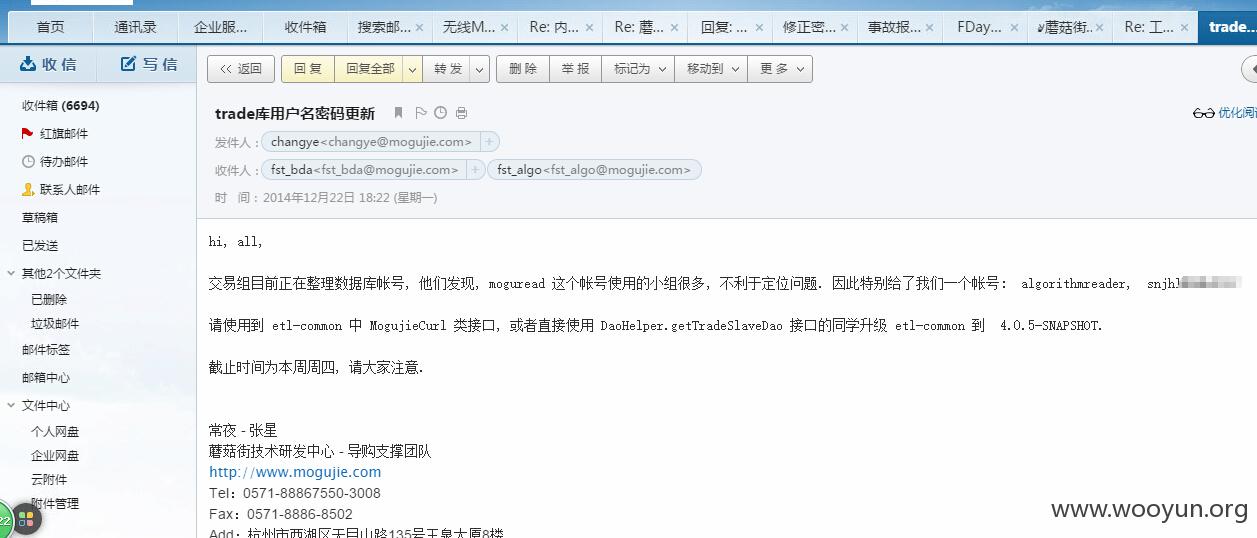 首页 通讯录 企业服... 收件箱 搜索邮...× 无线M...× Re: 内...× Re: 蘑...× 回复: ...× 修正密...× 事故报...× FDay...× 蘑菇街...× Re: 工...× trade...
收 信 写 信
<< 返回 回 复 回复全部 转 发 删 除 举 报 标记为 移动到 更 多
收件箱 (6694)
红旗邮件
待办邮件
联系人邮件
草稿箱
已发送
其他2个文件夹
已删除
垃圾邮件
邮件标签
邮箱中心
文件中心
个人网盘
企业网盘
云附件
附件管理
22
trade库用户名密码更新
优化阅
发件人：changye<changye@mogujie.com> +
收件人：fst_bda<fst_bda@mogujie.com> + fst_algo<fst_algo@mogujie.com>
时 间：2014年12月22日 18:22 (星期一)
hi, all,
交易组目前正在整理数据库帐号, 他们发现, moguread 这个帐号使用的小组很多, 不利于定位问题. 因此特别给了我们一个帐号: algorithmreader, snjh
请使用到 etl-common 中 MogujieCurl 类接口, 或者直接使用 DaoHelper.getTradeSlaveDao 接口的同学升级 etl-common 到 4.0.5-SNAPSHOT.
截止时间为本周周四, 请大家注意.
常夜 - 张星
蘑菇街技术研发中心 - 导购支撑团队
http://www.mogujie.com
Tel：0571-88867550-3008
Fax：0571-8886-8502
Add：杭州市西湖区天目山路135号玉泉大厦8楼
www.wooyun.org